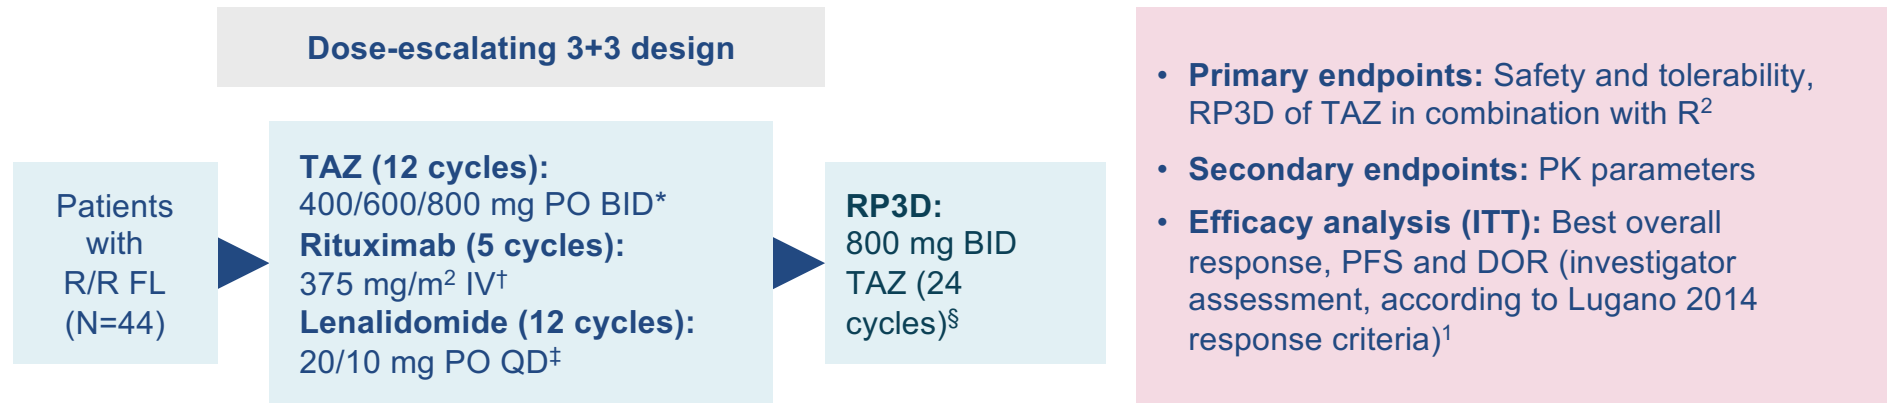 Dose-escalating 3+3 design
Patients
with
R/R FL
(N=44)
TAZ (12 cycles):
400/600/800 mg PO BID*
Rituximab (5 cycles):
375 mg/m² IV†
Lenalidomide (12 cycles):
20/10 mg PO QD‡
RP3D:
800 mg BID
TAZ (24
cycles)§
• Primary endpoints: Safety and tolerability,
RP3D of TAZ in combination with R²
• Secondary endpoints: PK parameters
• Efficacy analysis (ITT): Best overall
response, PFS and DOR (investigator
assessment, according to Lugano 2014
response criteria)¹